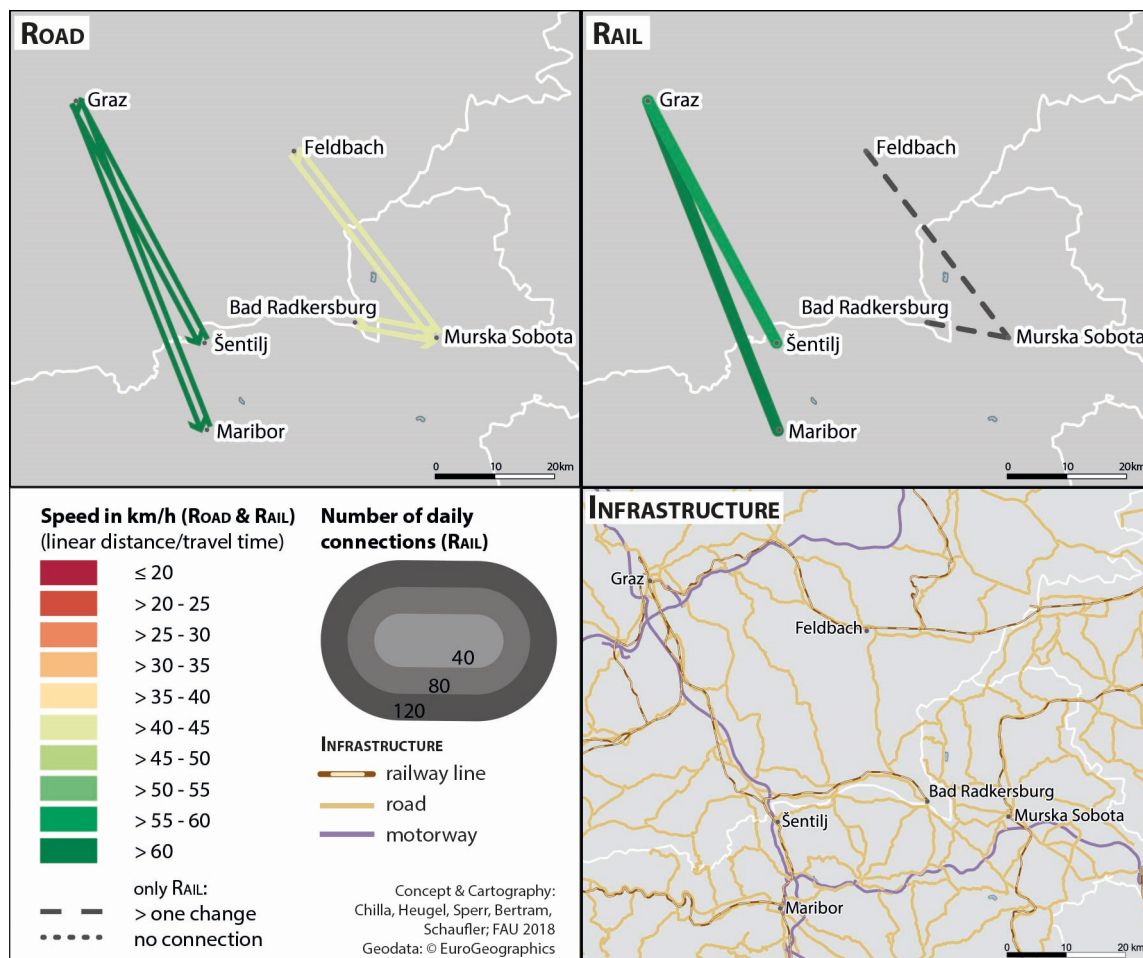 ROAD
Graz
Feldbach
Bad Radkersburg
Šentilj
Murska Sobota
Maribor
0 10 20km
RAIL
Graz
Feldbach
Bad Radkersburg
Šentilj
Murska Sobota
Maribor
0 10 20km
Speed in km/h (ROAD & RAIL)
(linear distance/travel time)
≤ 20
> 20 - 25
> 25 - 30
> 30 - 35
> 35 - 40
> 40 - 45
> 45 - 50
> 50 - 55
> 55 - 60
> 60
only RAIL:
> one change
no connection
Number of daily
connections (RAIL)
40
80
120
INFRASTRUCTURE
railway line
road
motorway
Concept & Cartography:
Chilla, Heugel, Sperr, Bertram,
Schaufler; FAU 2018
Geodata: © EuroGeographics
INFRASTRUCTURE
Graz
Feldbach
Bad Radkersburg
Šentilj
Murska Sobota
Maribor
0 10 20 km